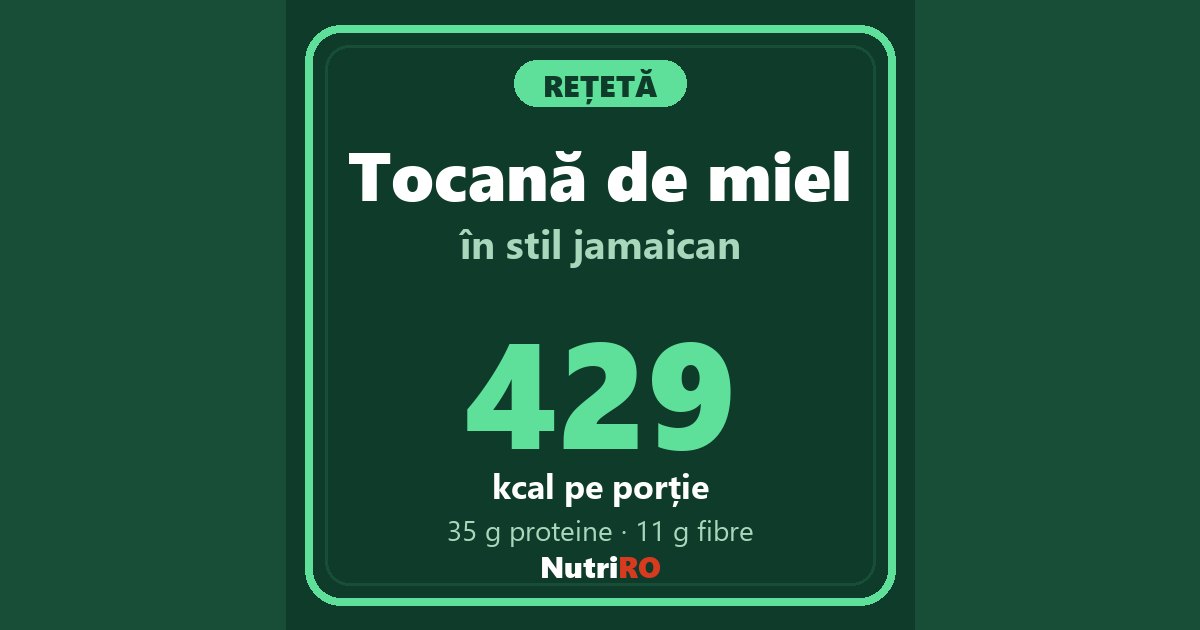 REȚETĂ
Tocană de miel
în stil jamaican
429
kcal pe porție
35 g proteine · 11 g fibre
NutriRO